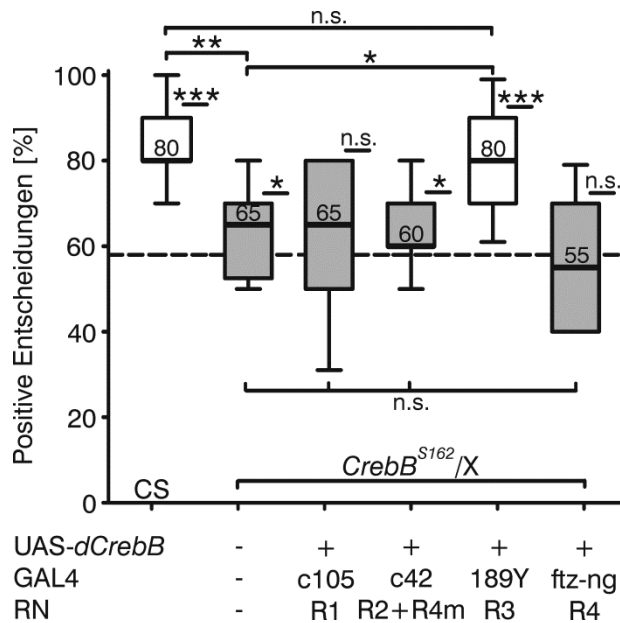 n.s.
** *
100 *** ***
n.s.
80 80 80
* * n.s.
65 65
60 60 55
Positive Entscheidungen [%]
40
n.s.
20
CrebB^S162/X
0 CS
UAS-dCrebB - + + + +
GAL4 - c105 c42 189Y ftz-ng
RN - R1 R2+R4m R3 R4